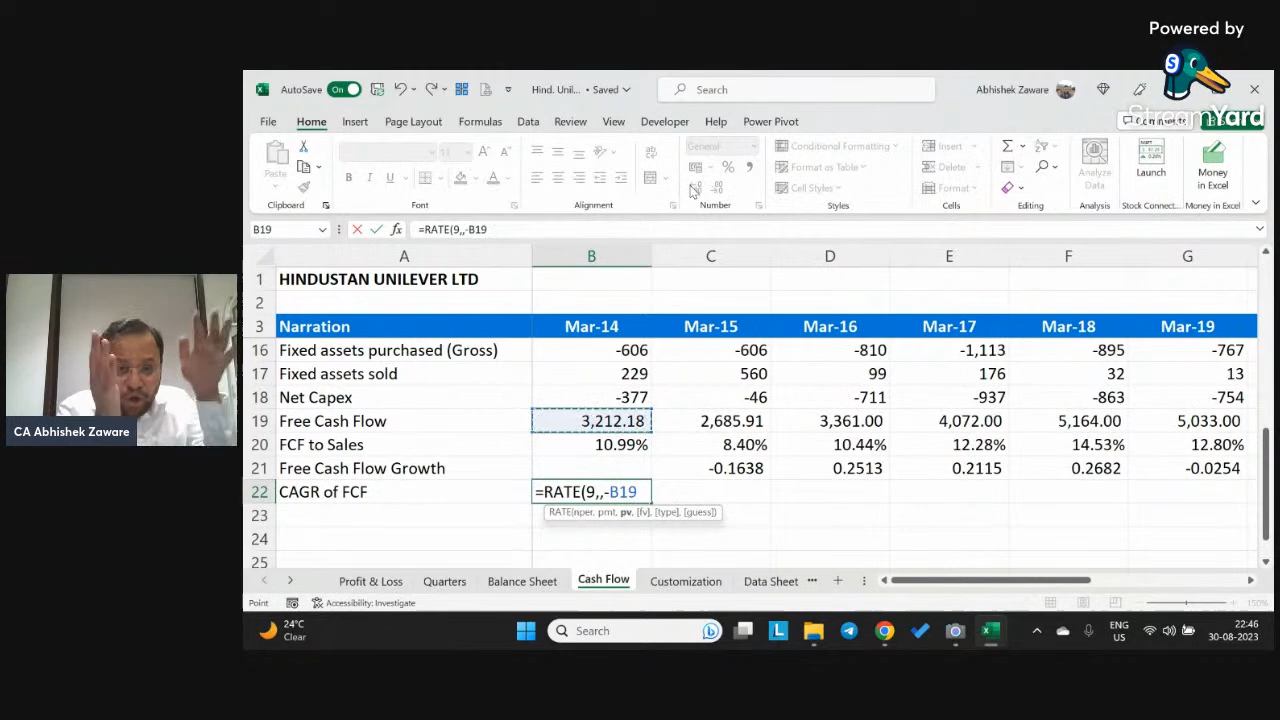 Powered by
S
StreamYard
AutoSave On Hind. Unil... • Saved Search Abhishek Zaware
File Home Insert Draw Page Layout Formulas Data Review View Developer Help Power Pivot Comments
General Conditional Formatting Insert
Paste 11 Format as Table Delete Analyze Data Launch Money in Excel
B I U Cell Styles Format
Clipboard Font Alignment Number Styles Cells Editing Analysis Stock Connect... Money in Excel
B19 fx =RATE(9,,-B19
A B C D E F G
1 HINDUSTAN UNILEVER LTD
2
3 Narration Mar-14 Mar-15 Mar-16 Mar-17 Mar-18 Mar-19
16 Fixed assets purchased (Gross) -606 -606 -810 -1,113 -895 -767
17 Fixed assets sold 229 560 99 176 32 13
18 Net Capex -377 -46 -711 -937 -863 -754
19 Free Cash Flow 3,212.18 2,685.91 3,361.00 4,072.00 5,164.00 5,033.00
20 FCF to Sales 10.99% 8.40% 10.44% 12.28% 14.53% 12.80%
21 Free Cash Flow Growth -0.1638 0.2513 0.2115 0.2682 -0.0254
22 CAGR of FCF =RATE(9,,-B19
23 RATE(nper, pmt, pv, [fv], [type], [guess])
24
25
Profit & Loss Quarters Balance Sheet Cash Flow Customization Data Sheet
Point Accessibility: Investigate 150%
CA Abhishek Zaware
24°C
Clear
Search
ENG
US
22:46
30-08-2023